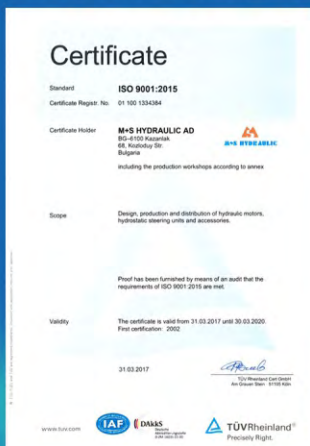 Certificate
Standard ISO 9001:2015
Certificate Registr. No. 01 100 1334384
Certificate Holder M+S HYDRAULIC AD
BG–6100 Kazanlak
68, Kozloduy Str.
Bulgaria
M+S HYDRAULIC
including the production workshops according to annex
Scope Design, production and distribution of hydraulic motors,
hydrostatic steering units and accessories.
Proof has been furnished by means of an audit that the
requirements of ISO 9001:2015 are met.
Validity The certificate is valid from 31.03.2017 until 30.03.2020.
First certification: 2002
31.03.2017
TÜV Rheinland Cert GmbH
Am Grauen Stein · 51105 Köln
www.tuv.com
IAF
DAkkS
Deutsche
Akkreditierungsstelle
TÜVRheinland®
Precisely Right.